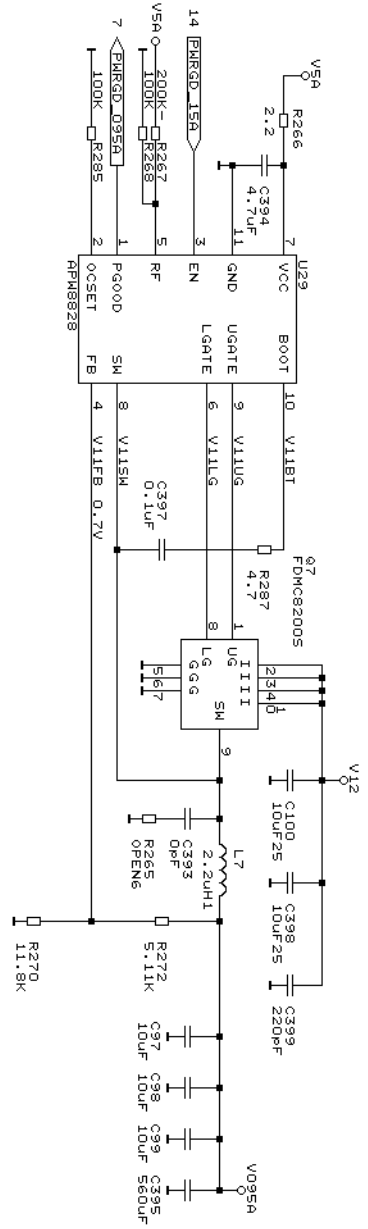 V5A
R266
2.2
C394
4.7uF
14
PWRGD_15A
V5A
200K-
R267
100K
R268
7
PWRGD_095A
100K
R285
U29
7
VCC
BOOT
10
V11BT
11
GND
UGATE
9
V11UG
LGATE
6
V11LG
3
EN
5
RF
1
PGOOD
SW
8
V11SW
2
OCSET
FB
4
V11FB 0.7V
APW8828
C397
0.1uF
R287
4.7
Q7
FDMC8200S
1
UG
8
LG
I
I
I
I
2
3
4
10
G
G
G
5
6
7
SW
9
V12
C100
10uF25
C398
10uF25
C399
220pF
L7
2.2uH1
C393
0pF
R265
OPEN6
R272
5.11K
R270
11.8K
C97
10uF
C98
10uF
C99
10uF
C395
560uF
V095A